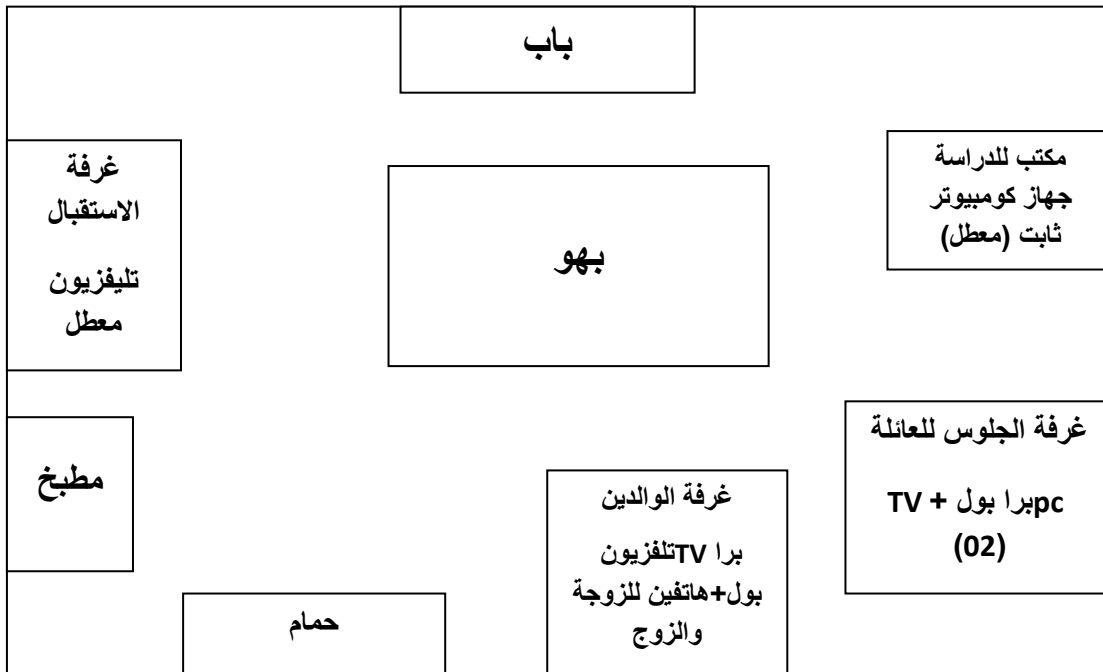 باب
مكتب للدراسة
جهاز كومبيوتر
ثابت (معطل)
بهو
غرفة
الاستقبال
تليفزيون
معطل
غرفة الجلوس للعائلة
pcبرا بول + TV
(02)
مطبخ
غرفة الوالدين
برا TVتلفزيون
بول+هاتفين للزوجة
والزوج
حمام